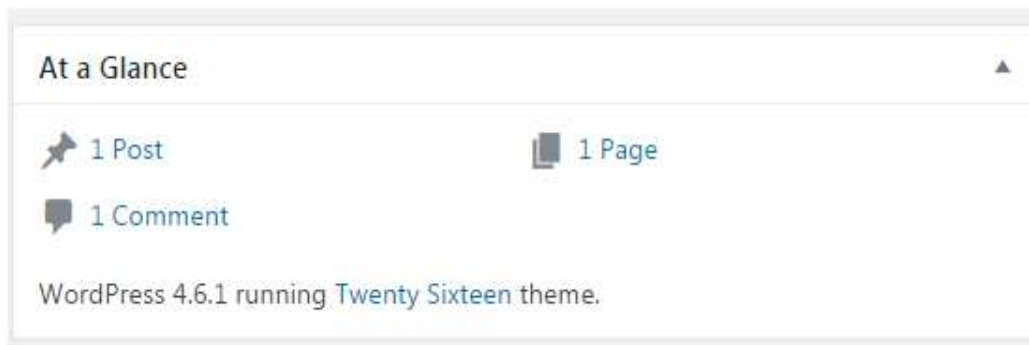 At a Glance
1 Post
1 Page
1 Comment
WordPress 4.6.1 running Twenty Sixteen theme.